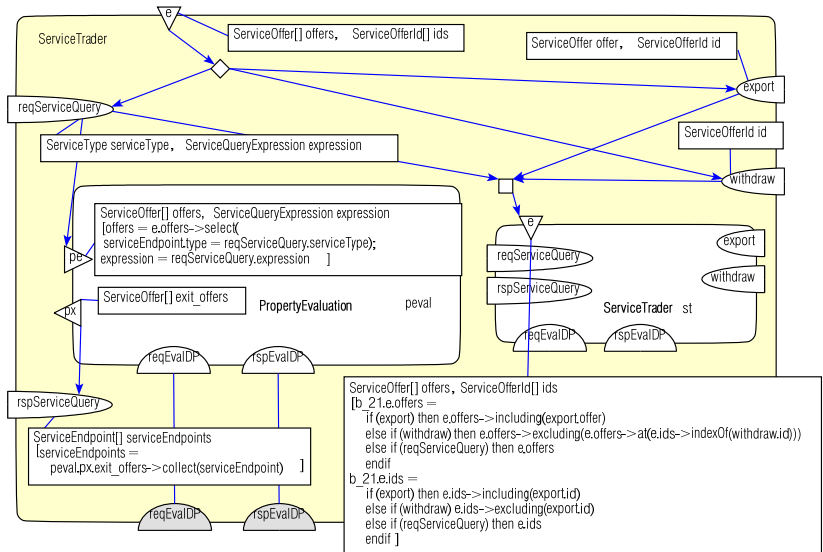 e
ServiceTrader
ServiceOffer[] offers, ServiceOfferId[] ids
ServiceOffer offer, ServiceOfferId id
export
reqServiceQuery
ServiceOfferId id
ServiceType serviceType, ServiceQueryExpression expression
withdraw
ServiceOffer[] offers, ServiceQueryExpression expression
[offers = e.offers->select(
serviceEndpoint.type = reqServiceQuery.serviceType);
expression = reqServiceQuery.expression ]
pe
e
export
reqServiceQuery
withdraw
rspServiceQuery
ServiceOffer[] exit_offers
px
PropertyEvaluation peval
ServiceTrader st
reqEvalDP
rspEvalDP
reqEvalDP
rspEvalDP
rspServiceQuery
ServiceEndpoint[] serviceEndpoints
[serviceEndpoints =
peval.px.exit_offers->collect(serviceEndpoint) ]
reqEvalDP
rspEvalDP
ServiceOffer[] offers, ServiceOfferId[] ids
[b_21.e.offers =
if (export) then e.offers->including(export.offer)
else if (withdraw) then e.offers->excluding(e.offers->at(e.ids->indexOf(withdraw.id)))
else if (reqServiceQuery) then e.offers
endif
b_21.e.ids =
if (export) then e.ids->including(export.id)
else if (withdraw) e.ids->excluding(export.id)
else if (reqServiceQuery) then e.ids
endif ]